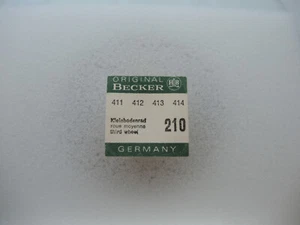 ORIGINAL
BECKER
411 412 413 414
Kleinbodenrad
roue moyenne
third wheel
210
GERMANY